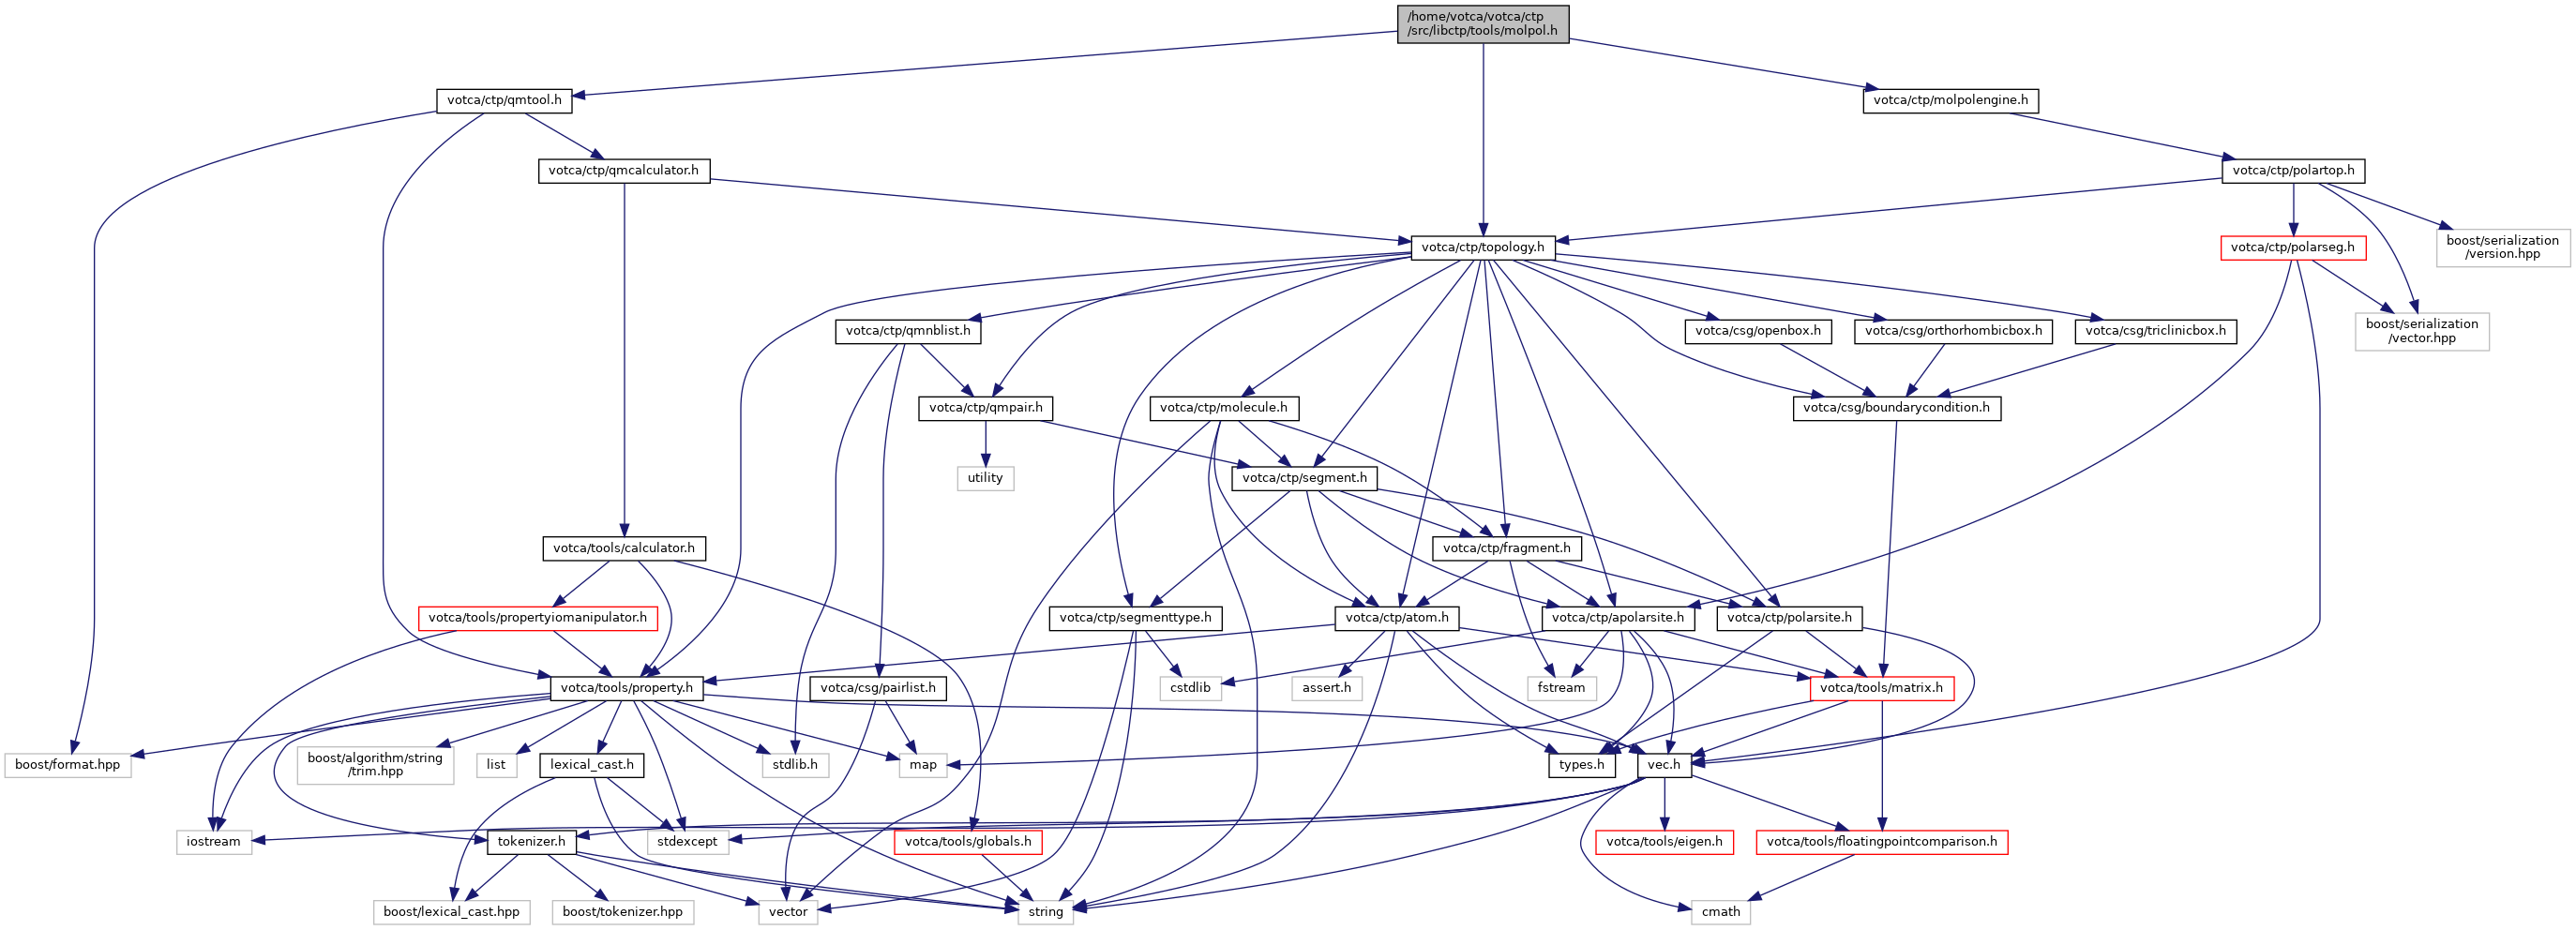 /home/votca/votca/ctp
/src/libctp/tools/molpol.h
votca/ctp/qmtool.h
votca/ctp/molpolengine.h
votca/ctp/qmcalculator.h
votca/ctp/polartop.h
votca/ctp/topology.h
votca/ctp/polarseg.h
boost/serialization
/version.hpp
votca/ctp/qmnblist.h
votca/csg/openbox.h
votca/csg/orthorhombicbox.h
votca/csg/triclinicbox.h
boost/serialization
/vector.hpp
votca/ctp/qmpair.h
votca/ctp/molecule.h
votca/csg/boundarycondition.h
utility
votca/ctp/segment.h
votca/tools/calculator.h
votca/ctp/fragment.h
votca/tools/propertyiomanipulator.h
votca/ctp/segmenttype.h
votca/ctp/atom.h
votca/ctp/apolarsite.h
votca/ctp/polarsite.h
votca/tools/property.h
votca/csg/pairlist.h
cstdlib
assert.h
fstream
votca/tools/matrix.h
boost/format.hpp
boost/algorithm/string
/trim.hpp
list
lexical_cast.h
stdlib.h
map
types.h
vec.h
iostream
tokenizer.h
stdexcept
votca/tools/globals.h
votca/tools/eigen.h
votca/tools/floatingpointcomparison.h
boost/lexical_cast.hpp
boost/tokenizer.hpp
vector
string
cmath